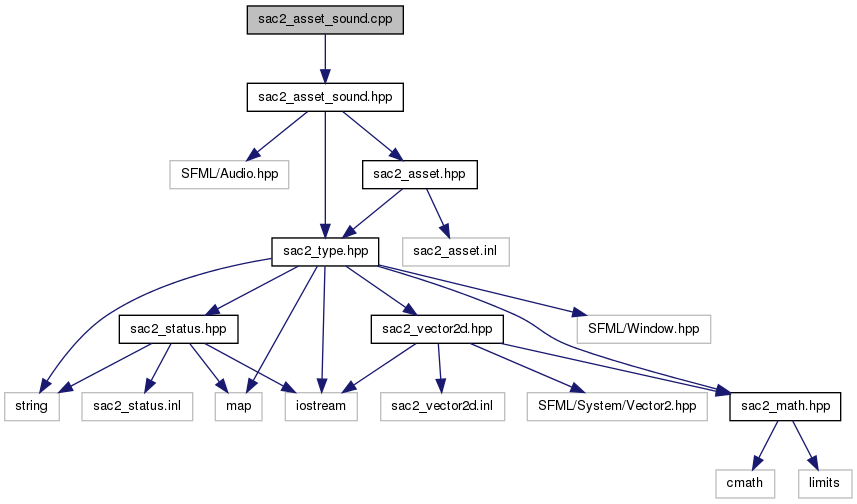 sac2_asset_sound.cpp
sac2_asset_sound.hpp
SFML/Audio.hpp
sac2_asset.hpp
sac2_type.hpp
sac2_asset.inl
sac2_status.hpp
sac2_vector2d.hpp
SFML/Window.hpp
string
sac2_status.inl
map
iostream
sac2_vector2d.inl
SFML/System/Vector2.hpp
sac2_math.hpp
cmath
limits